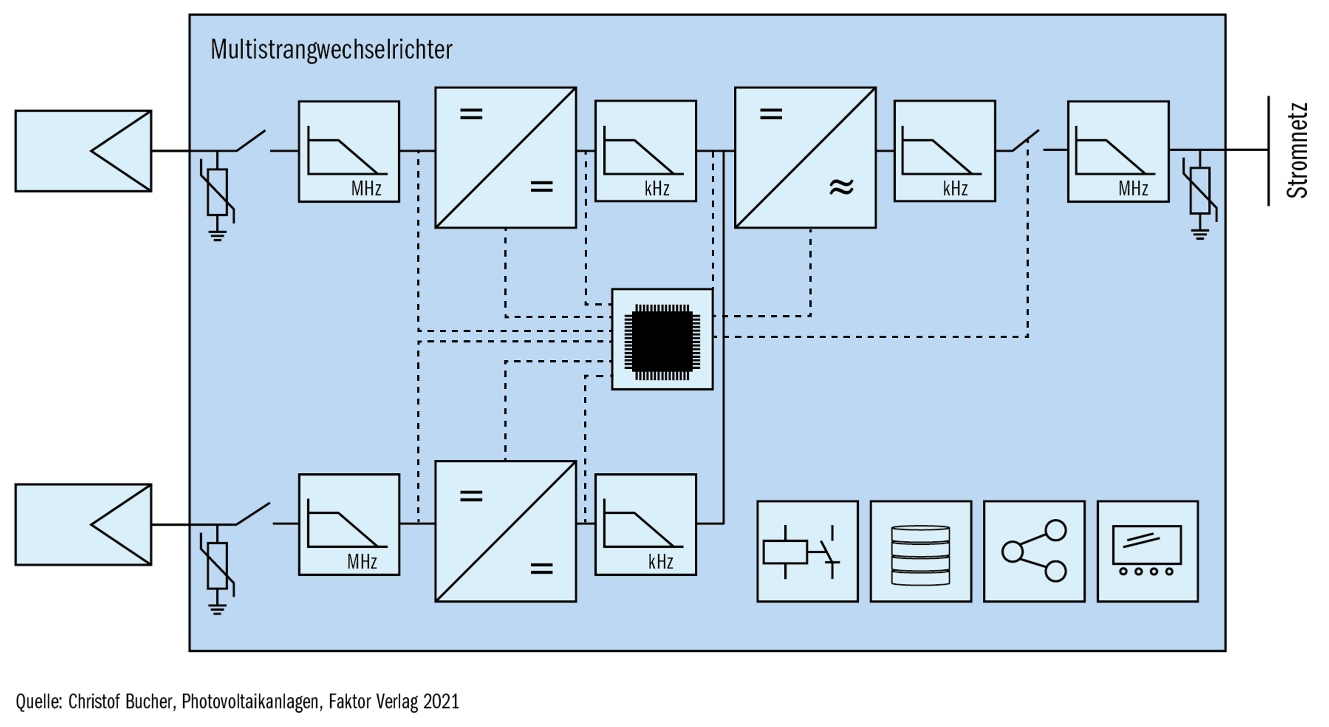 Multistrangwechselrichter
MHz
kHz
kHz
MHz
Stromnetz
MHz
kHz
Quelle: Christof Bucher, Photovoltaikanlagen, Faktor Verlag 2021